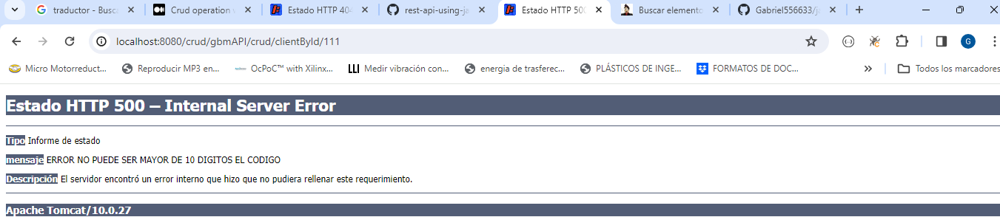 traductor - Busc
Crud operation v
Estado HTTP 404
rest-api-using-ja
Estado HTTP 500
Buscar elemento
Gabriel556633/ja
localhost:8080/crud/gbmAPI/crud/clientById/111
G
Micro Motorreduct...
Reproducir MP3 en...
OcPoC™ with Xilinx...
Medir vibración con...
energia de trasferec...
PLÁSTICOS DE INGE...
FORMATOS DE DOC...
»
Todos los marcadores
Estado HTTP 500 – Internal Server Error
Tipo Informe de estado
mensaje ERROR NO PUEDE SER MAYOR DE 10 DIGITOS EL CODIGO
Descripción El servidor encontró un error interno que hizo que no pudiera rellenar este requerimiento.
Apache Tomcat/10.0.27